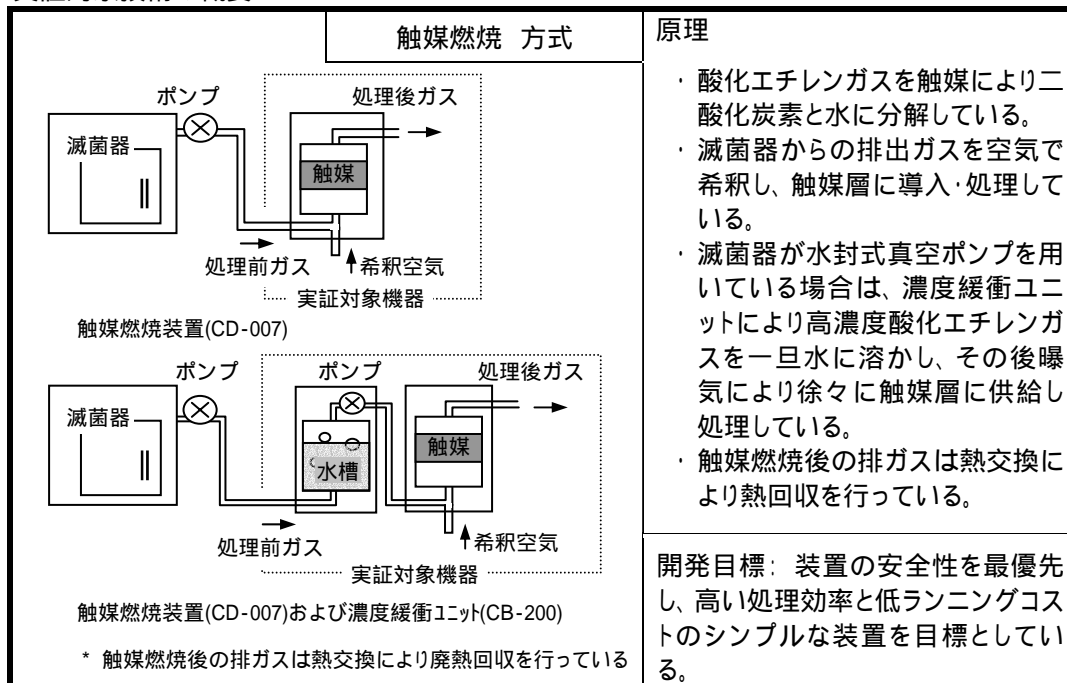 触媒燃焼 方式
ポンプ
処理後ガス
滅菌器
触媒
処理前ガス
希釈空気
実証対象機器
触媒燃焼装置(CD-007)
ポンプ
ポンプ
処理後ガス
滅菌器
水槽
触媒
処理前ガス
希釈空気
実証対象機器
触媒燃焼装置(CD-007)および濃度緩衝ユニット(CB-200)
* 触媒燃焼後の排ガスは熱交換により廃熱回収を行っている
原理
・酸化エチレンガスを触媒により二
酸化炭素と水に分解している。
・滅菌器からの排出ガスを空気で
希釈し、触媒層に導入・処理して
いる。
・滅菌器が水封式真空ポンプを用
いている場合は、濃度緩衝ユニ
ットにより高濃度酸化エチレンガ
スを一旦水に溶かし、その後曝
気により徐々に触媒層に供給し
処理している。
・触媒燃焼後の排ガスは熱交換に
より熱回収を行っている。
開発目標：装置の安全性を最優先
し、高い処理効率と低ランニングコス
トのシンプルな装置を目標としてい
る。